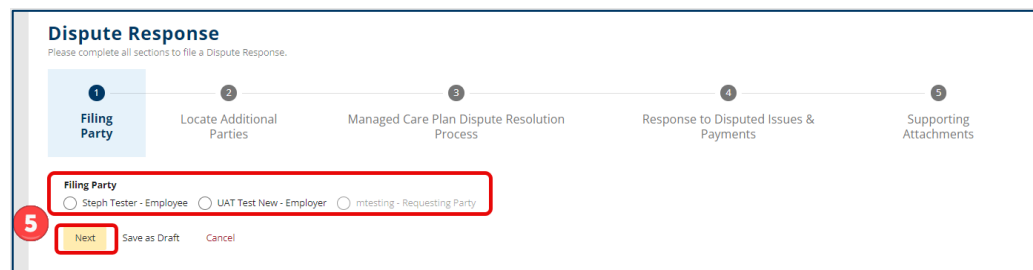 Dispute Response
Please complete all sections to file a Dispute Response.
1
2
3
4
5
Filing
Party
Locate Additional
Parties
Managed Care Plan Dispute Resolution
Process
Response to Disputed Issues &
Payments
Supporting
Attachments
Filing Party
Steph Tester - Employee
UAT Test New - Employer
mtesting - Requesting Party
5
Next
Save as Draft
Cancel